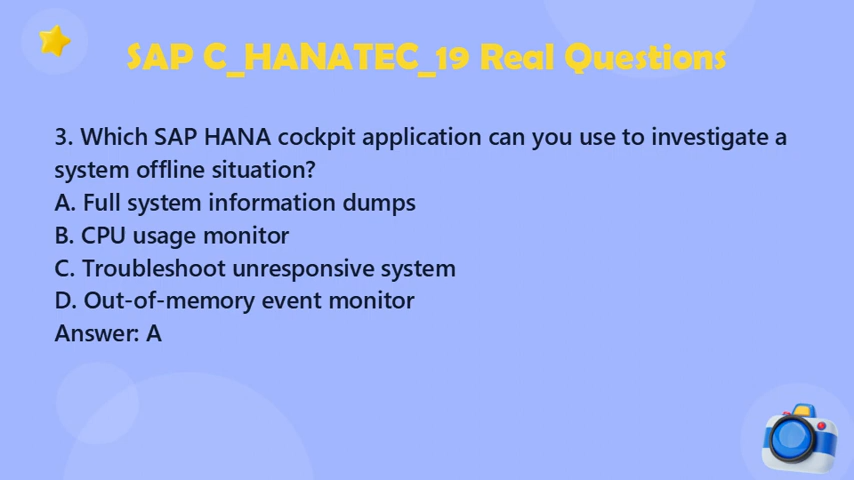 SAP C_HANATEC_19 Real Questions
3. Which SAP HANA cockpit application can you use to investigate a
system offline situation?
A. Full system information dumps
B. CPU usage monitor
C. Troubleshoot unresponsive system
D. Out-of-memory event monitor
Answer: A